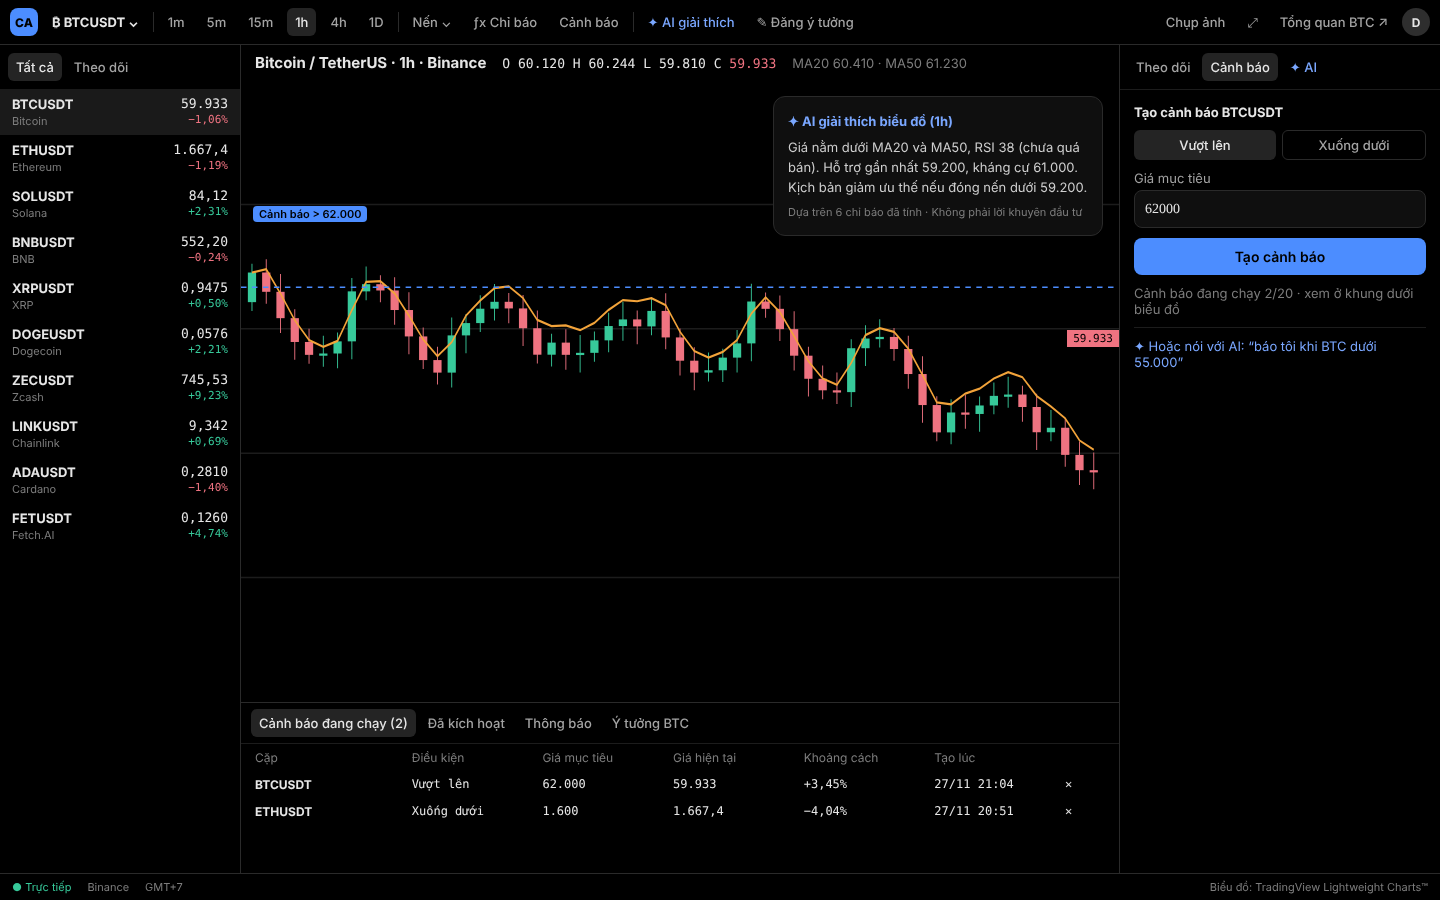 CA ₿ BTCUSDT 1m 5m 15m 1h 4h 1D Nến ƒx Chỉ báo Cảnh báo ✦ AI giải thích ✎ Đăng ý tưởng Chụp ảnh ⤢ Tổng quan BTC ↗ D
Tất cả Theo dõi
BTCUSDT 59.933
Bitcoin −1,06%
ETHUSDT 1.667,4
Ethereum −1,19%
SOLUSDT 84,12
Solana +2,31%
BNBUSDT 552,20
BNB −0,24%
XRPUSDT 0,9475
XRP +0,50%
DOGEUSDT 0,0576
Dogecoin +2,21%
ZECUSDT 745,53
Zcash +9,23%
LINKUSDT 9,342
Chainlink +0,69%
ADAUSDT 0,2810
Cardano −1,40%
FETUSDT 0,1260
Fetch.AI +4,74%
Bitcoin / TetherUS · 1h · Binance O 60.120 H 60.244 L 59.810 C 59.933 MA20 60.410 · MA50 61.230
✦ AI giải thích biểu đồ (1h)
Giá nằm dưới MA20 và MA50, RSI 38 (chưa quá
bán). Hỗ trợ gần nhất 59.200, kháng cự 61.000.
Kịch bản giảm ưu thế nếu đóng nến dưới 59.200.
Dựa trên 6 chỉ báo đã tính · Không phải lời khuyên đầu tư
Cảnh báo > 62.000
59.933
Cảnh báo đang chạy (2) Đã kích hoạt Thông báo Ý tưởng BTC
Cặp Điều kiện Giá mục tiêu Giá hiện tại Khoảng cách Tạo lúc
BTCUSDT Vượt lên 62.000 59.933 +3,45% 27/11 21:04 ×
ETHUSDT Xuống dưới 1.600 1.667,4 −4,04% 27/11 20:51 ×
Theo dõi Cảnh báo ✦ AI
Tạo cảnh báo BTCUSDT
Vượt lên Xuống dưới
Giá mục tiêu
62000
Tạo cảnh báo
Cảnh báo đang chạy 2/20 · xem ở khung dưới
biểu đồ
✦ Hoặc nói với AI: “báo tôi khi BTC dưới
55.000”
Trực tiếp Binance GMT+7 Biểu đồ: TradingView Lightweight Charts™